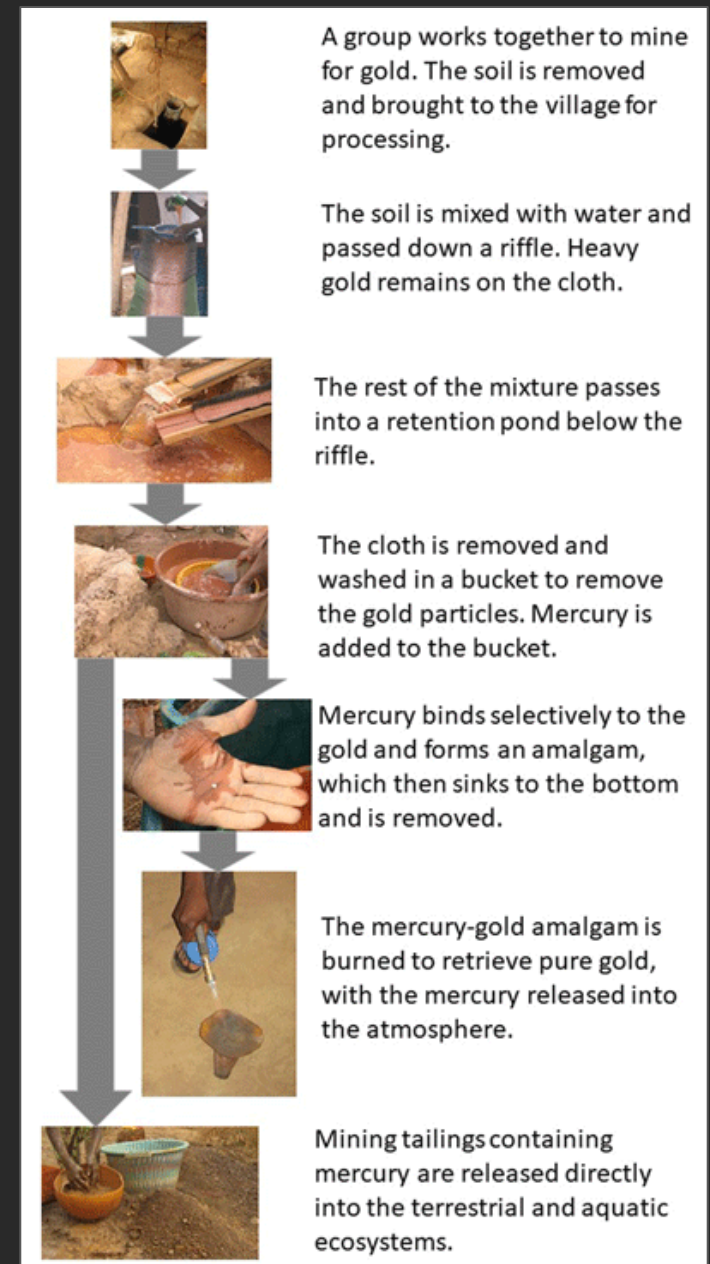 A group works together to mine
for gold. The soil is removed
and brought to the village for
processing.
The soil is mixed with water and
passed down a riffle. Heavy
gold remains on the cloth.
The rest of the mixture passes
into a retention pond below the
riffle.
The cloth is removed and
washed in a bucket to remove
the gold particles. Mercury is
added to the bucket.
Mercury binds selectively to the
gold and forms an amalgam,
which then sinks to the bottom
and is removed.
The mercury-gold amalgam is
burned to retrieve pure gold,
with the mercury released into
the atmosphere.
Mining tailings containing
mercury are released directly
into the terrestrial and aquatic
ecosystems.